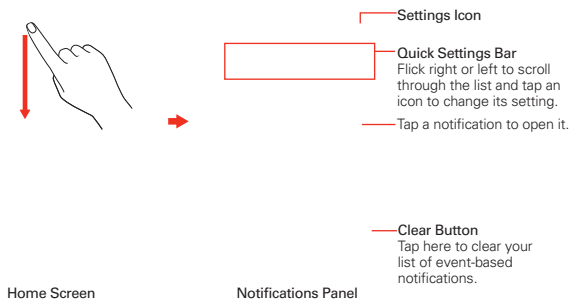 Settings Icon
Quick Settings Bar
Flick right or left to scroll
through the list and tap an
icon to change its setting.
Tap a notification to open it.
Clear Button
Tap here to clear your
list of event-based
notifications.
Home Screen
Notifications Panel